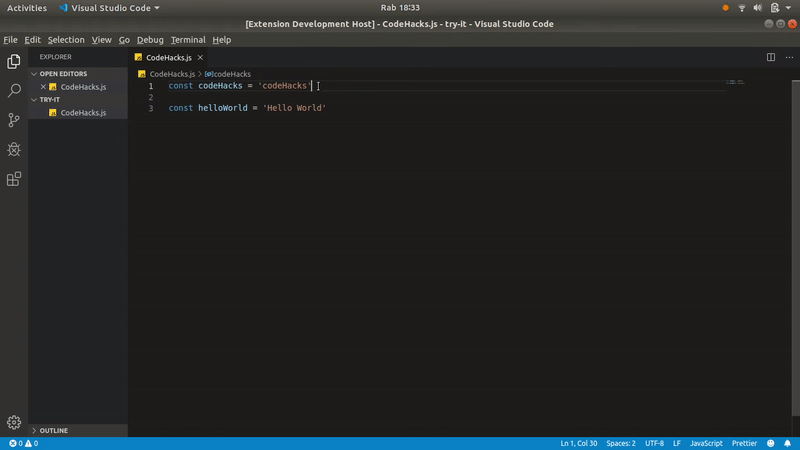 Activities Visual Studio Code Rab 18:33
[Extension Development Host] - CodeHacks.js - try-it - Visual Studio Code
File Edit Selection View Go Debug Terminal Help
EXPLORER
OPEN EDITORS
CodeHacks.js
TRY-IT
CodeHacks.js
OUTLINE
CodeHacks.js
CodeHacks.js > codeHacks
1 const codeHacks = 'codeHacks'
2
3 const helloWorld = 'Hello World'
0 0 Ln 1, Col 30 Spaces: 2 UTF-8 LF JavaScript Prettier